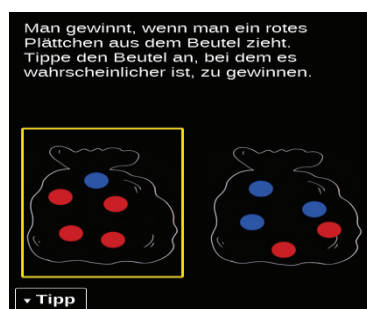 Man gewinnt, wenn man ein rotes
Plättchen aus dem Beutel zieht.
Tippe den Beutel an, bei dem es
wahrscheinlicher ist, zu gewinnen.
Tipp